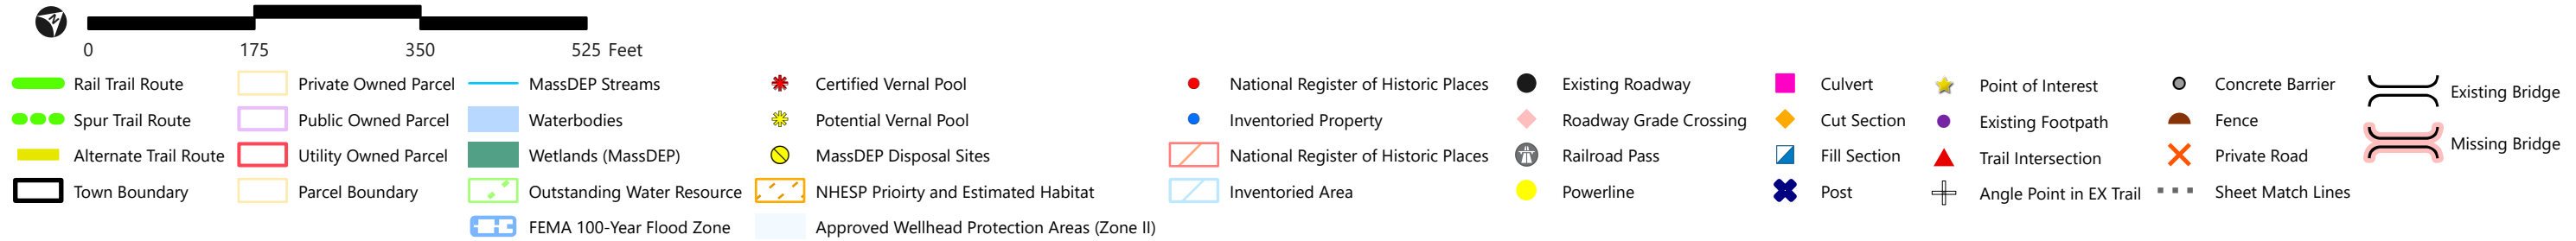 0 175 350 525 Feet
Rail Trail Route
Spur Trail Route
Alternate Trail Route
Town Boundary
Private Owned Parcel
Public Owned Parcel
Utility Owned Parcel
Parcel Boundary
MassDEP Streams
Waterbodies
Wetlands (MassDEP)
Outstanding Water Resource
FEMA 100-Year Flood Zone
Certified Vernal Pool
Potential Vernal Pool
MassDEP Disposal Sites
NHESP Prioirty and Estimated Habitat
Approved Wellhead Protection Areas (Zone II)
National Register of Historic Places
Inventoried Property
National Register of Historic Places
Inventoried Area
Existing Roadway
Roadway Grade Crossing
Railroad Pass
Powerline
Culvert
Cut Section
Fill Section
Post
Point of Interest
Existing Footpath
Trail Intersection
Angle Point in EX Trail
Concrete Barrier
Fence
Private Road
Sheet Match Lines
Existing Bridge
Missing Bridge